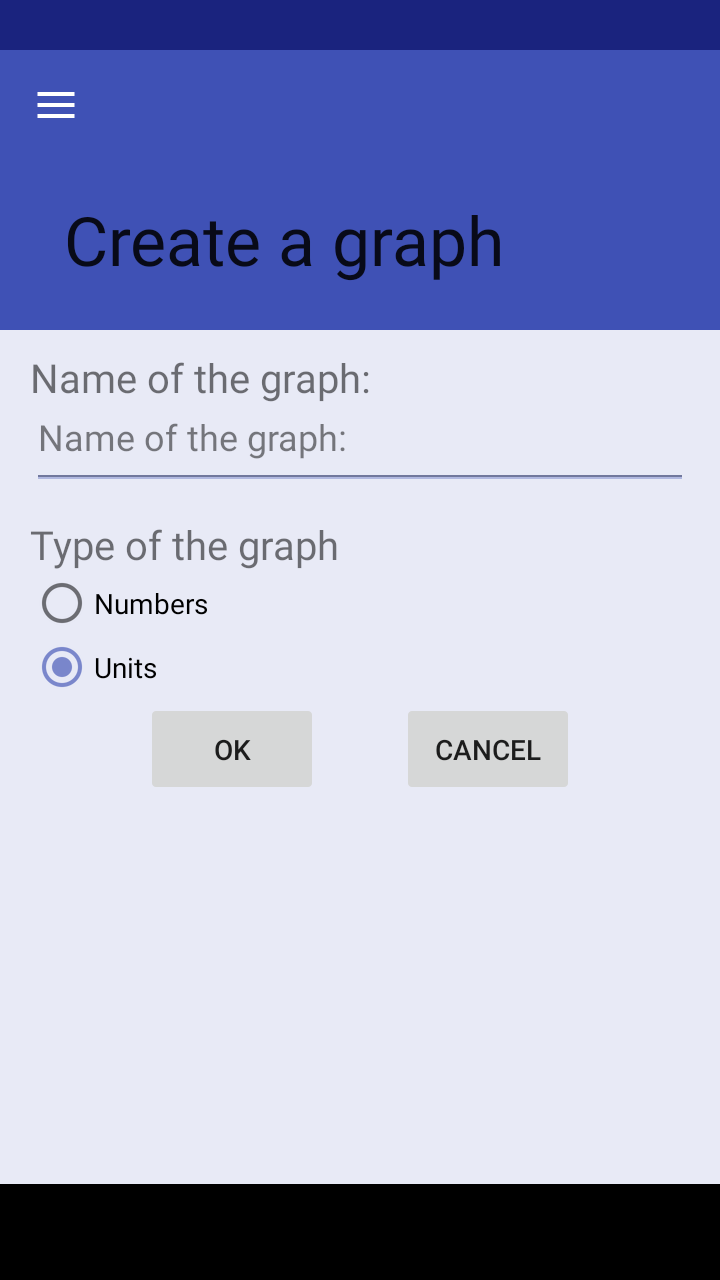 Create a graph
Name of the graph:
Name of the graph:
Type of the graph
Numbers
Units
OK
CANCEL